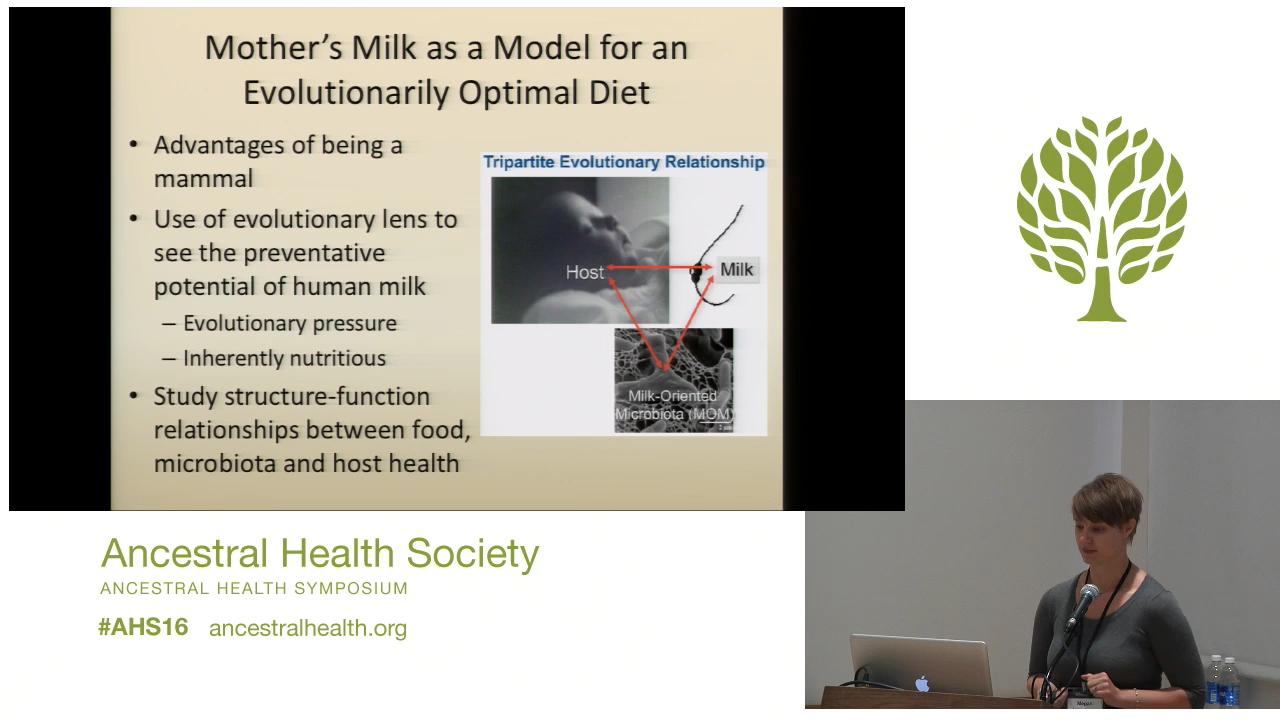 Mother's Milk as a Model for an
Evolutionarily Optimal Diet
• Advantages of being a
mammal
• Use of evolutionary lens to
see the preventative
potential of human milk
– Evolutionary pressure
– Inherently nutritious
• Study structure-function
relationships between food,
microbiota and host health
Tripartite Evolutionary Relationship
Host
Milk
Milk-Oriented
Microbiota (MOM)
Ancestral Health Society
ANCESTRAL HEALTH SYMPOSIUM
#AHS16 ancestralhealth.org
Megan